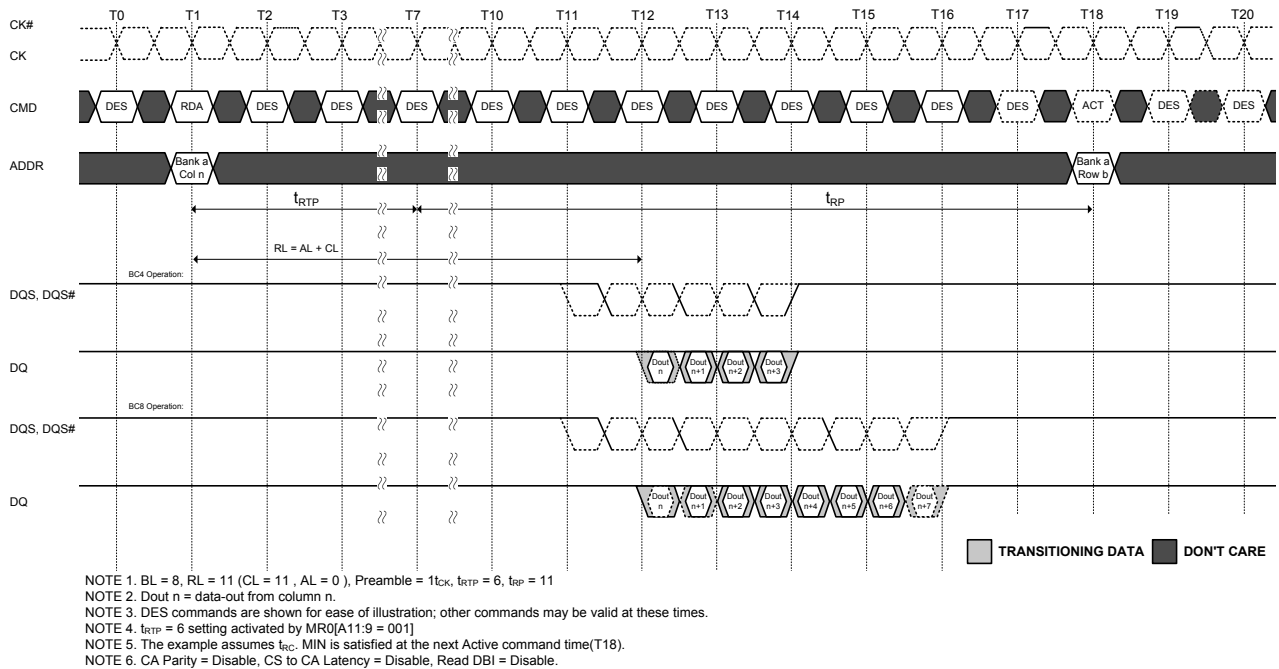 T0 T1 T2 T3 T7 T10 T11 T12 T13 T14 T15 T16 T17 T18 T19 T20
CK#
CK
CMD DES RDA DES DES DES DES DES DES DES DES DES DES DES ACT DES DES
ADDR
Bank a
Col n
Bank a
Row b
tRTP tRP
RL = AL + CL
BC4 Operation:
DQS, DQS#
DQ
Dout
n
Dout
n+1
Dout
n+2
Dout
n+3
BC8 Operation:
DQS, DQS#
DQ
Dout
n
Dout
n+1
Dout
n+2
Dout
n+3
Dout
n+4
Dout
n+5
Dout
n+6
Dout
n+7
TRANSITIONING DATA DON'T CARE
NOTE 1. BL = 8, RL = 11 (CL = 11 , AL = 0 ), Preamble = 1tCK, tRTP = 6, tRP = 11
NOTE 2. Dout n = data-out from column n.
NOTE 3. DES commands are shown for ease of illustration; other commands may be valid at these times.
NOTE 4. tRTP = 6 setting activated by MR0[A11:9 = 001]
NOTE 5. The example assumes tRC. MIN is satisfied at the next Active command time(T18).
NOTE 6. CA Parity = Disable, CS to CA Latency = Disable, Read DBI = Disable.